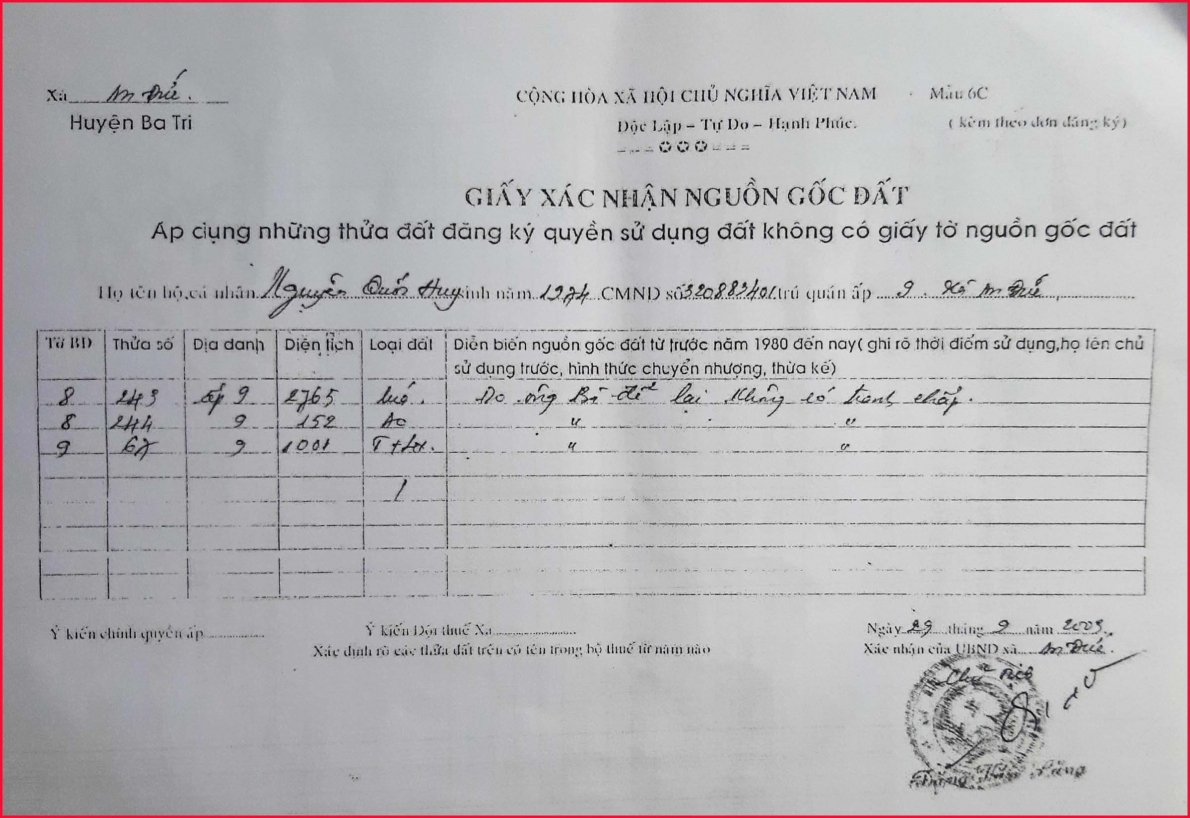 Xã An Đức.
CỘNG HÒA XÃ HỘI CHỦ NGHĨA VIỆT NAM
Mẫu 6C
Huyện Ba Tri
Độc Lập – Tự Do – Hạnh Phúc.
( kèm theo đơn đăng ký)
GIẤY XÁC NHẬN NGUỒN GỐC ĐẤT
Áp dụng những thửa đất đăng ký quyền sử dụng đất không có giấy tờ nguồn gốc đất
Họ tên hộ,cá nhân Nguyễn Quốc Huy sinh năm 1974 CMND số 320883401 trú quán ấp 9. Xã An Đức
Tờ BĐ Thửa số Địa danh Diện tích Loại đất Diễn biến nguồn gốc đất từ trước năm 1980 đến nay( ghi rõ thời điểm sử dụng,họ tên chủ
sử dụng trước, hình thức chuyển nhượng, thừa kế)
8 243 ấp 9 2765 lúa. Do ông Bà để lại không có tranh chấp.
8 244 9 152 Ao " "
9 67 9 1001 " "
Ý kiến chính quyền ấp
Ý kiến Đội thuế Xã
Ngày 29 tháng 9 năm 2003.
Xác định rõ các thửa đất trên có tên trong bộ thuế từ năm nào
Xác nhận của UBND xã An Đức